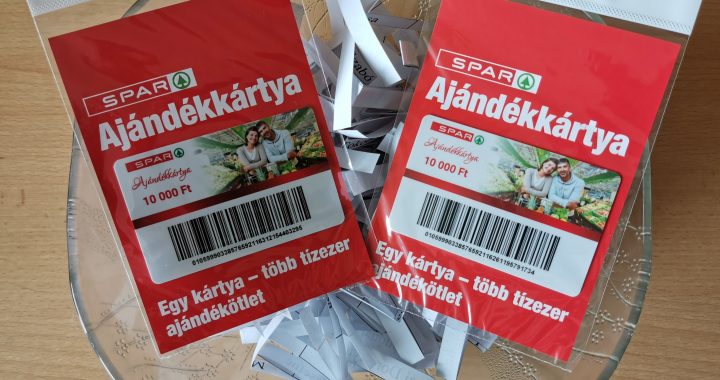 SPAR
Ajándékkártya
SPAR
Ajándékkártya
10 000 Ft
Egy kártya – több tízezer
ajándékötlet
SPAR
Ajándékkártya
SPAR
Ajándékkártya
10 000 Ft
Egy kártya – több tízezer
ajándékötlet